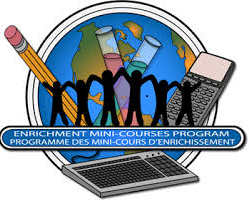 ENRICHMENT MINI-COURSES PROGRAM
PROGRAMME DES MINI-COURS D'ENRICHISSEMENT